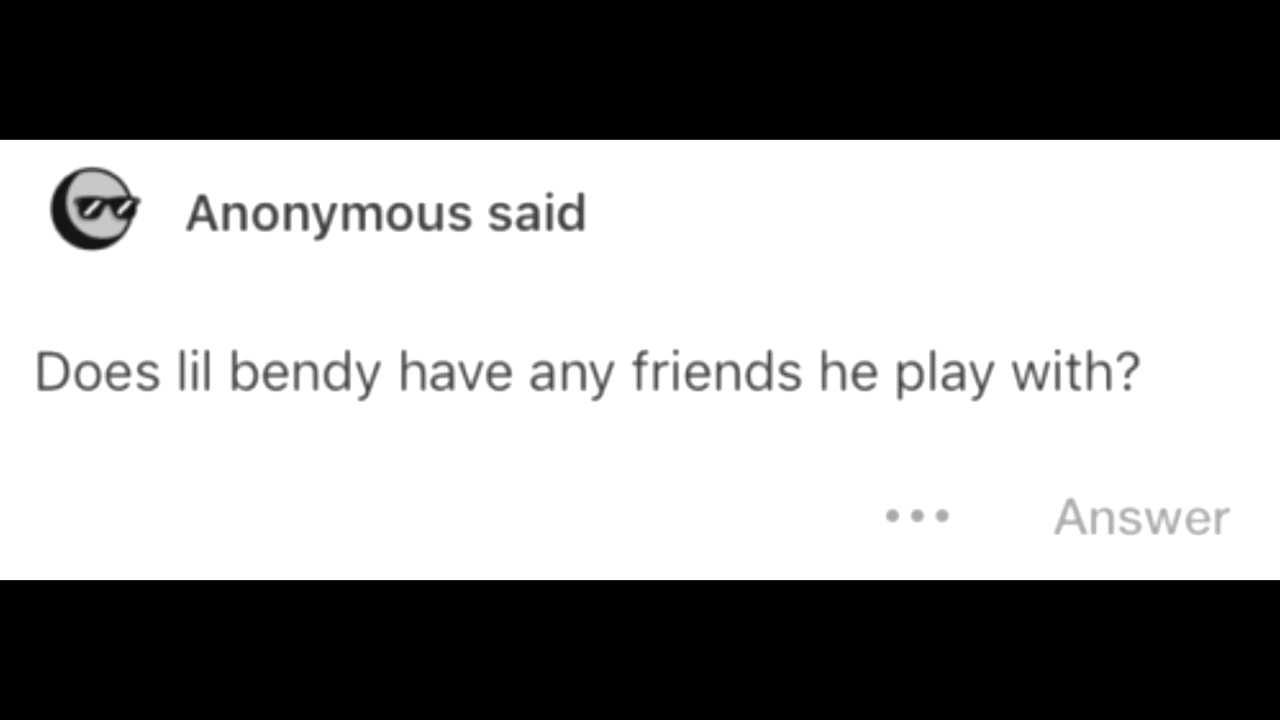 Anonymous said
Does lil bendy have any friends he play with?
Answer